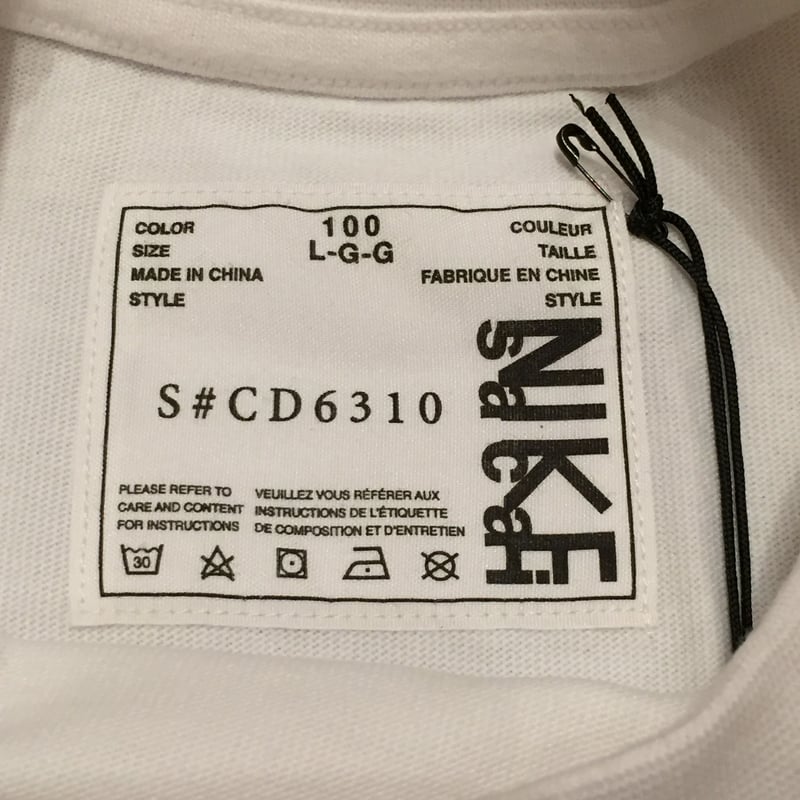 COLOR 100 COULEUR
SIZE L-G-G TAILLE
MADE IN CHINA FABRIQUE EN CHINE
STYLE STYLE
S#CD6310
NIKE
sacai
PLEASE REFER TO
CARE AND CONTENT
FOR INSTRUCTIONS
VEUILLEZ VOUS RÉFÉRER AUX
INSTRUCTIONS DE L'ÉTIQUETTE
DE COMPOSITION ET D'ENTRETIEN
30